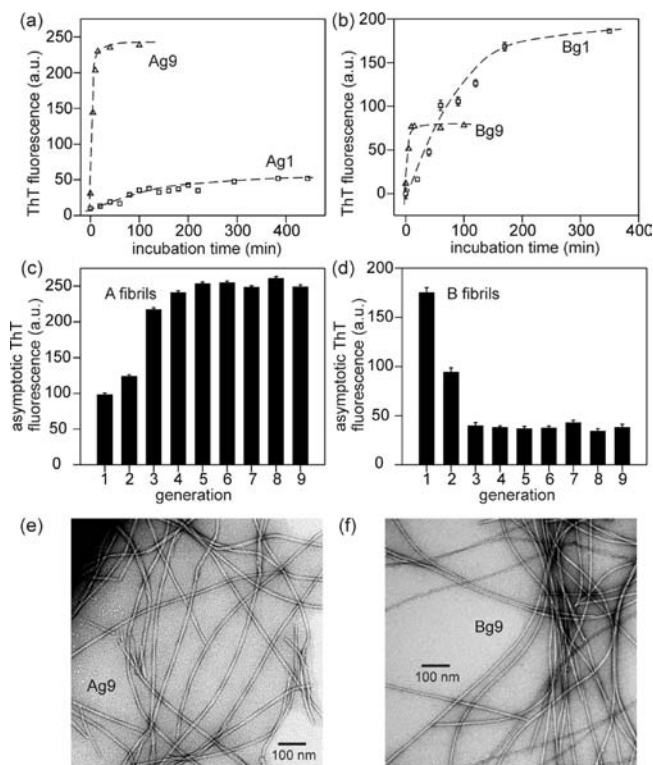 (a)
ThT fluorescence (a.u.)
250
200
150
100
50
0
Ag9
Ag1
0 100 200 300 400
incubation time (min)
(b)
ThT fluorescence (a.u.)
200
150
100
50
0
Bg1
Bg9
0 100 200 300 400
incubation time (min)
(c)
asymptotic ThT
fluorescence (a.u.)
250
200
150
100
50
0
A fibrils
1 2 3 4 5 6 7 8 9
generation
(d)
asymptotic ThT
fluorescence (a.u.)
200
150
100
50
0
B fibrils
1 2 3 4 5 6 7 8 9
generation
(e)
Ag9
100 nm
(f)
Bg9
100 nm